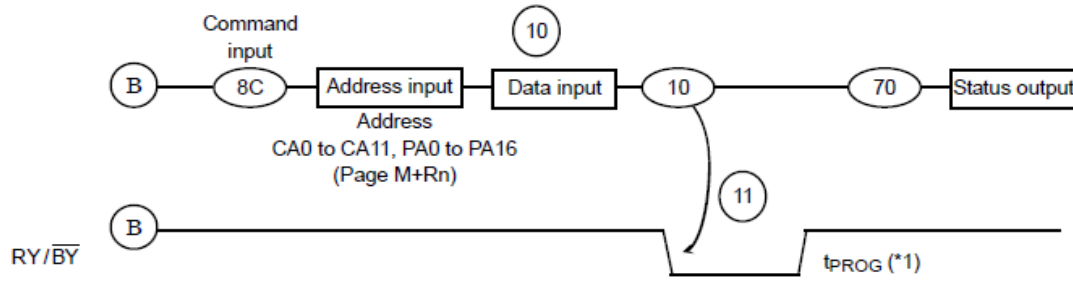 Command
input
10
B
8C
Address input
Data input
10
70
Status output
Address
CA0 to CA11, PA0 to PA16
(Page M+Rn)
11
B
RY/BY
tPROG (*1)